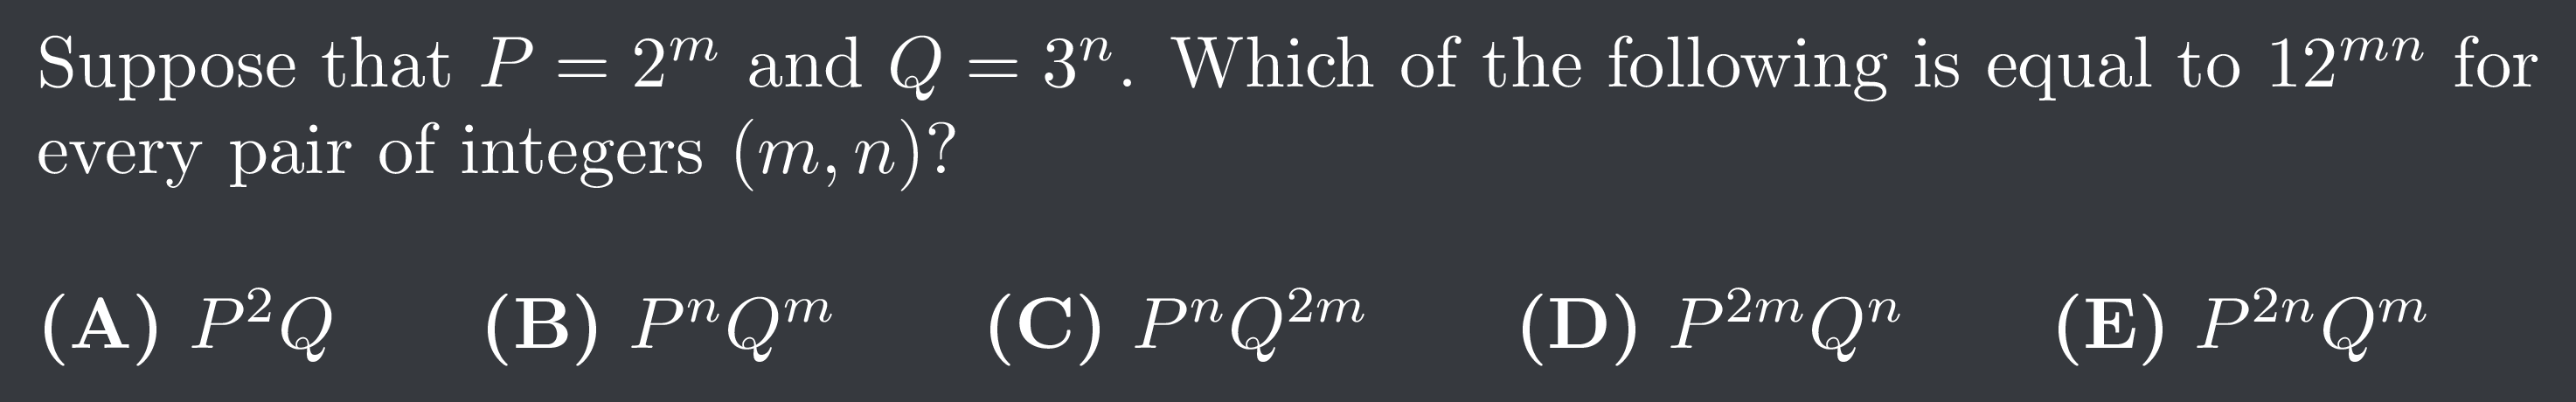 Suppose that $P = 2^m$ and $Q = 3^n$. Which of the following is equal to $12^{mn}$ for
every pair of integers $(m, n)$?
(A) $P^2Q$ (B) $P^nQ^m$ (C) $P^nQ^{2m}$ (D) $P^{2m}Q^n$ (E) $P^{2n}Q^m$